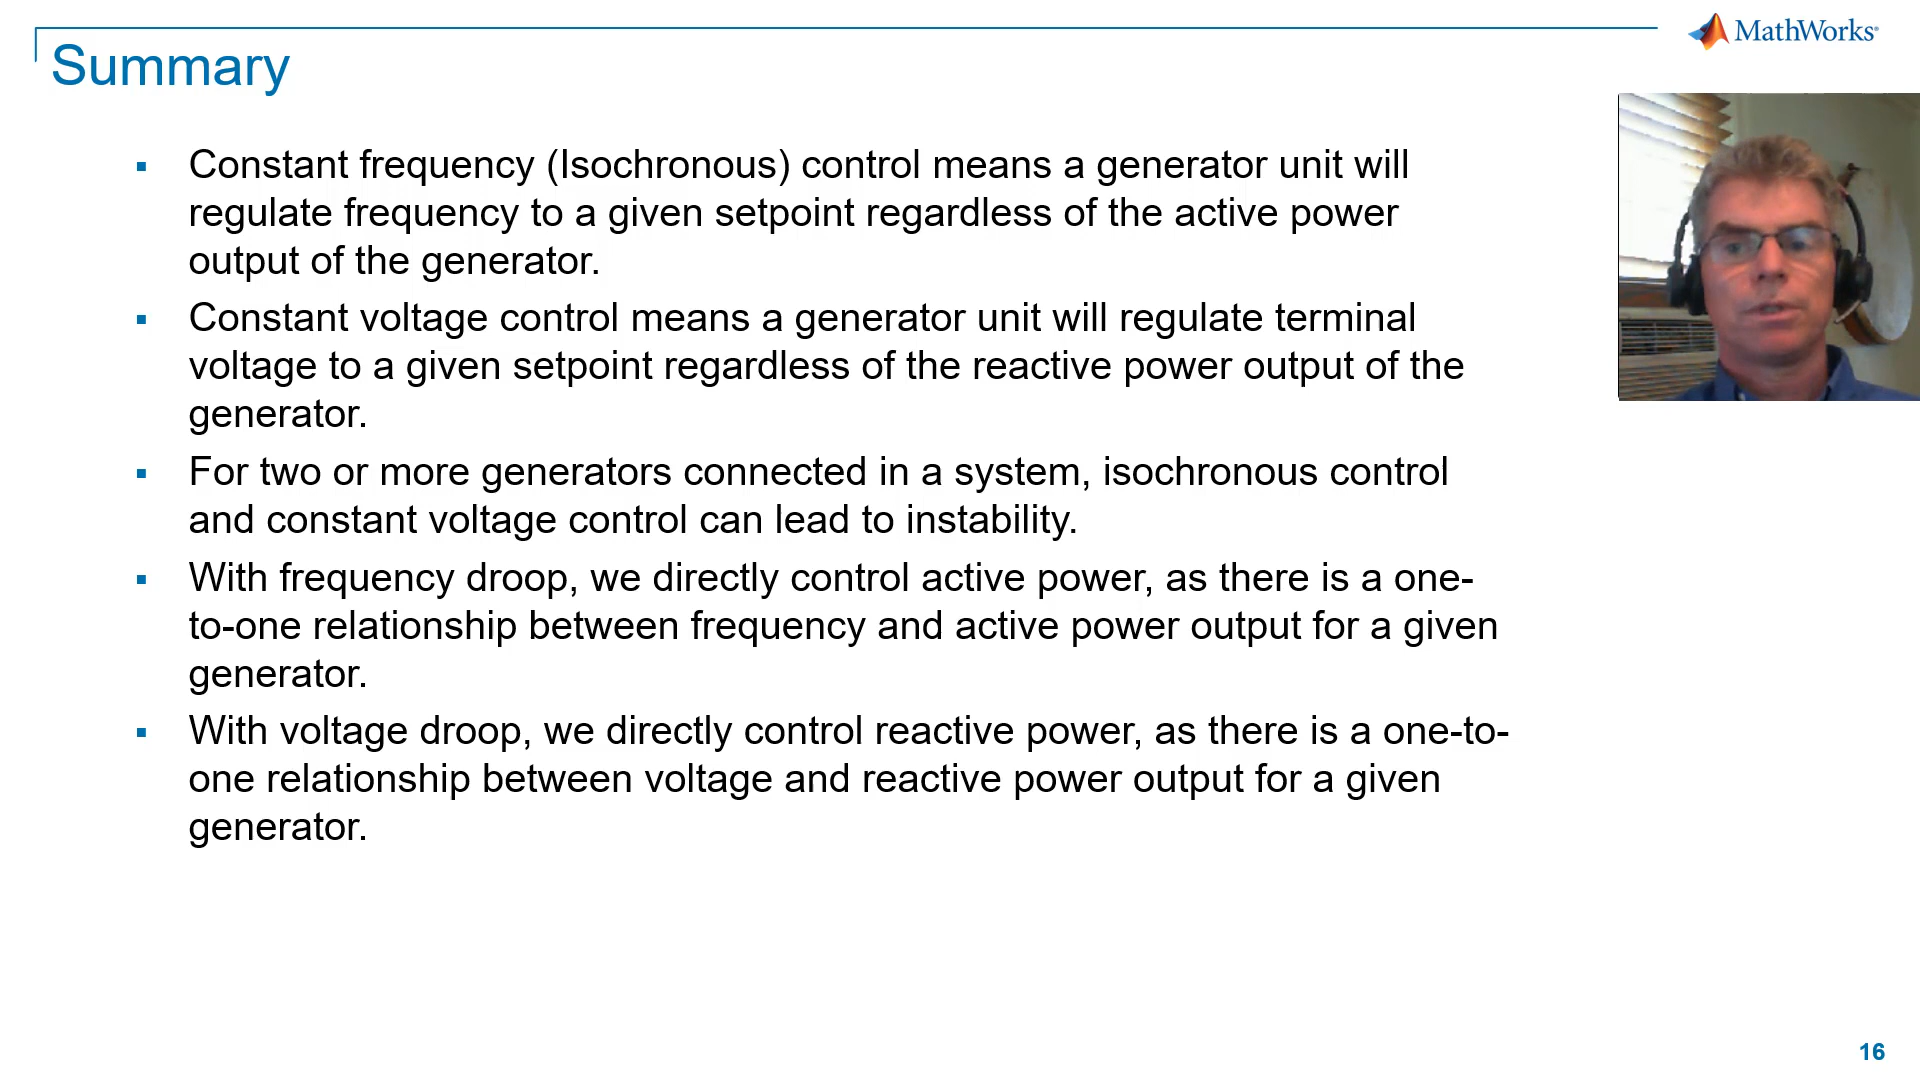 MathWorks®
Summary
Constant frequency (Isochronous) control means a generator unit will
regulate frequency to a given setpoint regardless of the active power
output of the generator.
Constant voltage control means a generator unit will regulate terminal
voltage to a given setpoint regardless of the reactive power output of the
generator.
For two or more generators connected in a system, isochronous control
and constant voltage control can lead to instability.
With frequency droop, we directly control active power, as there is a one-
to-one relationship between frequency and active power output for a given
generator.
With voltage droop, we directly control reactive power, as there is a one-to-
one relationship between voltage and reactive power output for a given
generator.
16